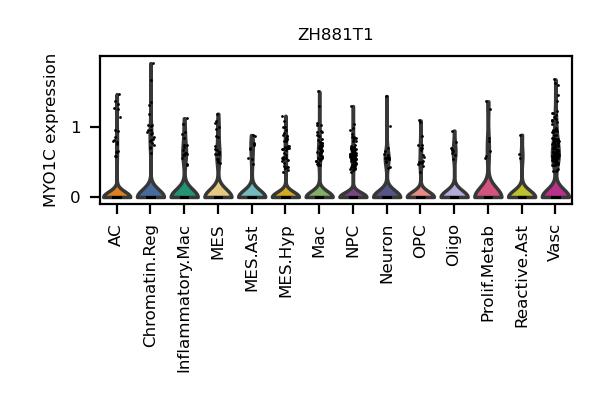 ZH881T1
MYO1C expression
1
0
AC
Chromatin.Reg
Inflammatory.Mac
MES
MES.Ast
MES.Hyp
Mac
NPC
Neuron
OPC
Oligo
Prolif.Metab
Reactive.Ast
Vasc